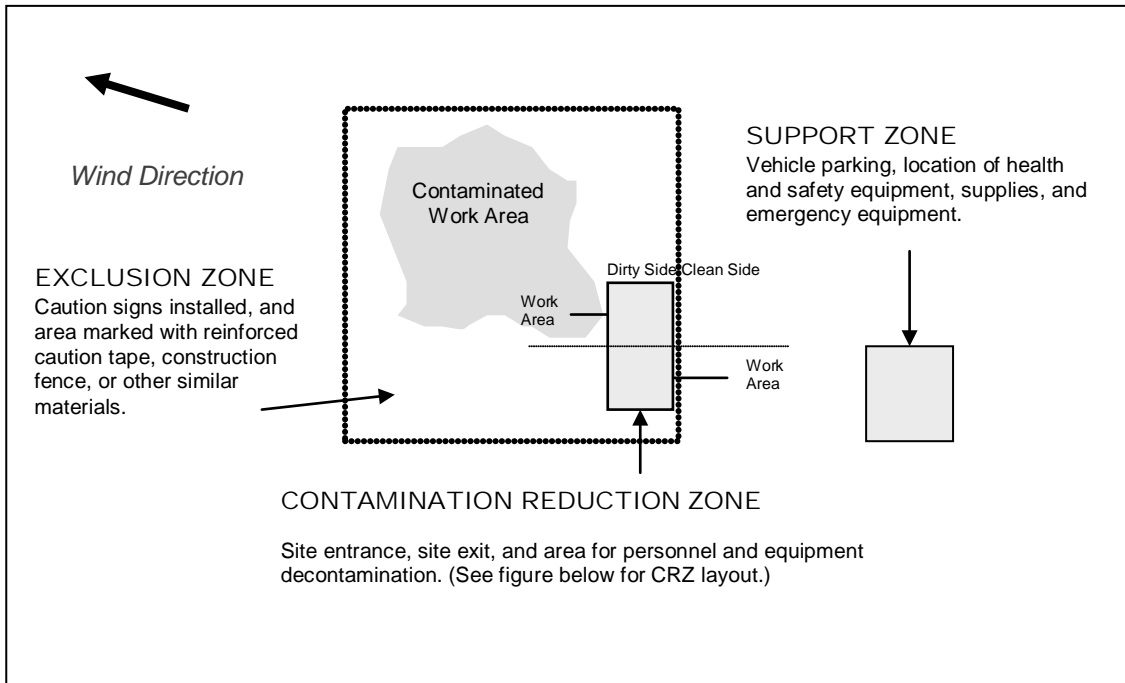 Wind Direction
EXCLUSION ZONE
Caution signs installed, and
area marked with reinforced
caution tape, construction
fence, or other similar
materials.
Contaminated
Work Area
Dirty Side Clean Side
Work
Area
Work
Area
SUPPORT ZONE
Vehicle parking, location of health
and safety equipment, supplies, and
emergency equipment.
CONTAMINATION REDUCTION ZONE
Site entrance, site exit, and area for personnel and equipment
decontamination. (See figure below for CRZ layout.)